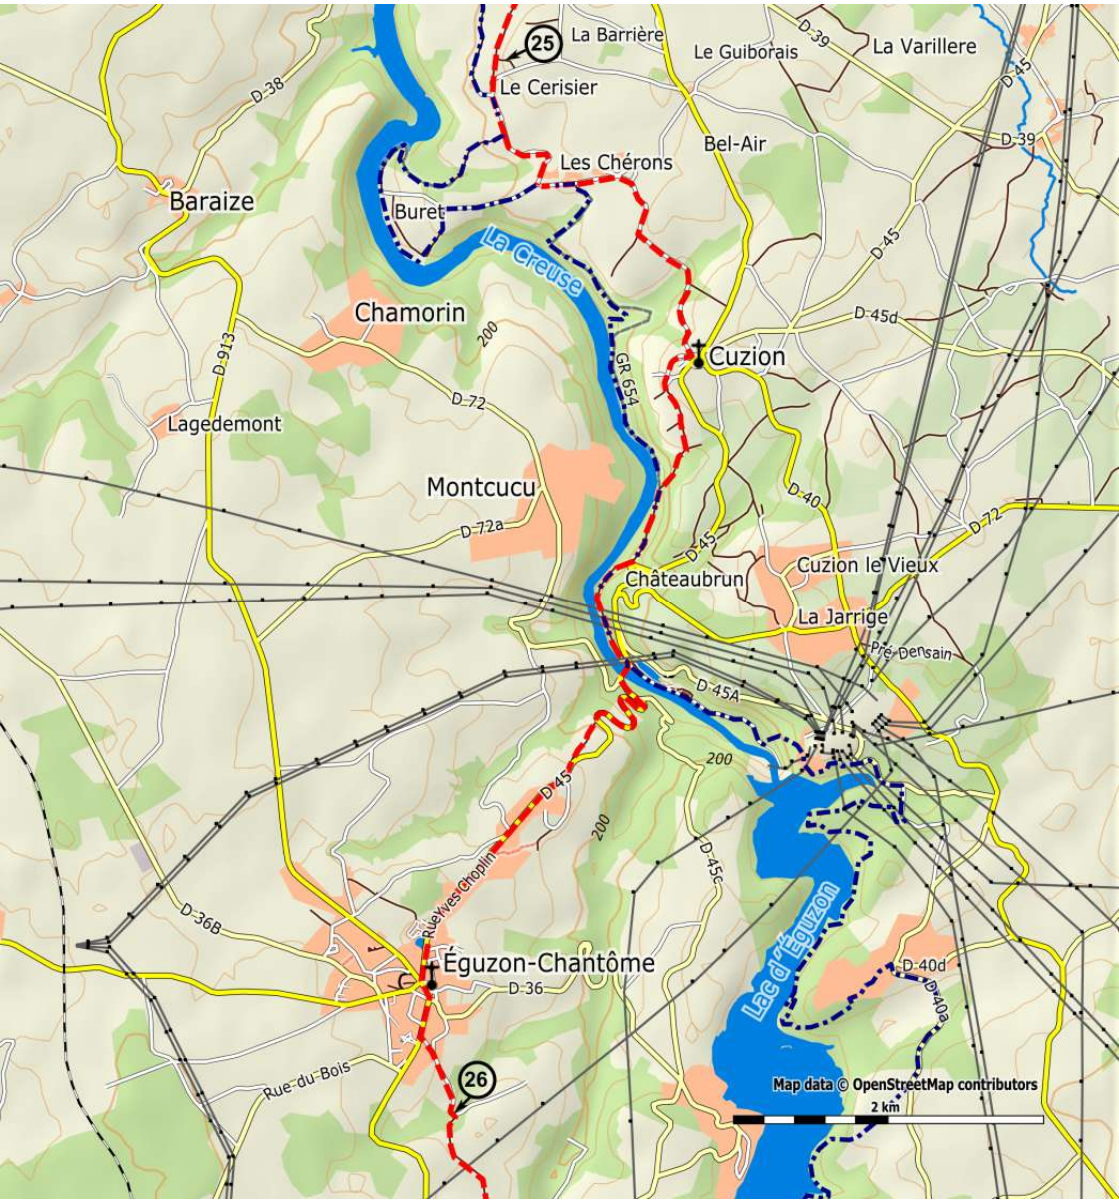 25
La Barrière
Le Guiborais
D-39
La Varillere
D-45
D-38
Le Cerisier
D-39
Bel-Air
Les Chérons
Baraize
Buret
La Creuse
D-45
Chamorin
200
D-45d
D-913
Cuzion
GR 654
D-72
Lagedemont
Montcucu
D-40
D-72a
D-72
D-45
Châteaubrun
Cuzion le Vieux
La Jarrige
Pré Densain
D-45A
200
D-45
200
D-45c
RueYves Choplin
D-36B
Lac d'Éguzon
Éguzon-Chantôme
D-36
D-40d
D-40a
Rue du Bois
26
Map data © OpenStreetMap contributors
2 km